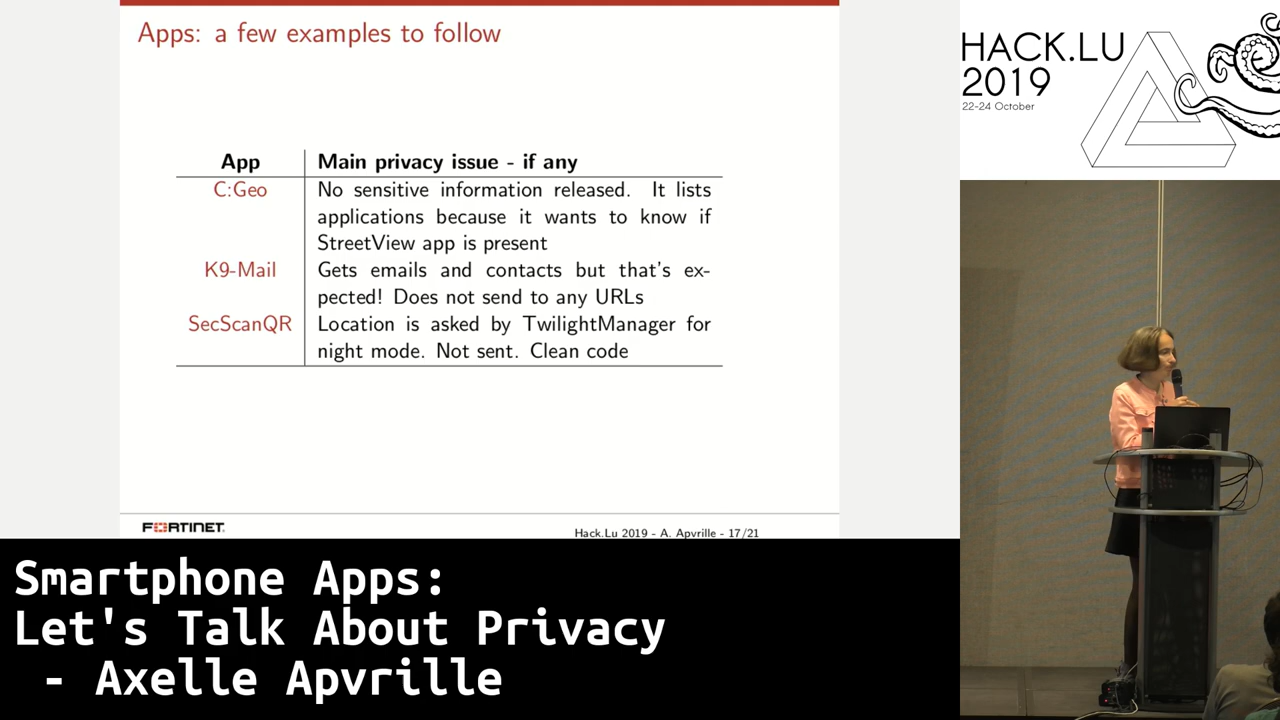 Apps: a few examples to follow
App Main privacy issue - if any
C:Geo No sensitive information released. It lists
applications because it wants to know if
StreetView app is present
K9-Mail Gets emails and contacts but that's ex-
pected! Does not send to any URLs
SecScanQR Location is asked by TwilightManager for
night mode. Not sent. Clean code
FORTINET
Hack.Lu 2019 - A. Apvrille - 17/21
HACK.LU
2019
22-24 October
Smartphone Apps:
Let's Talk About Privacy
- Axelle Apvrille